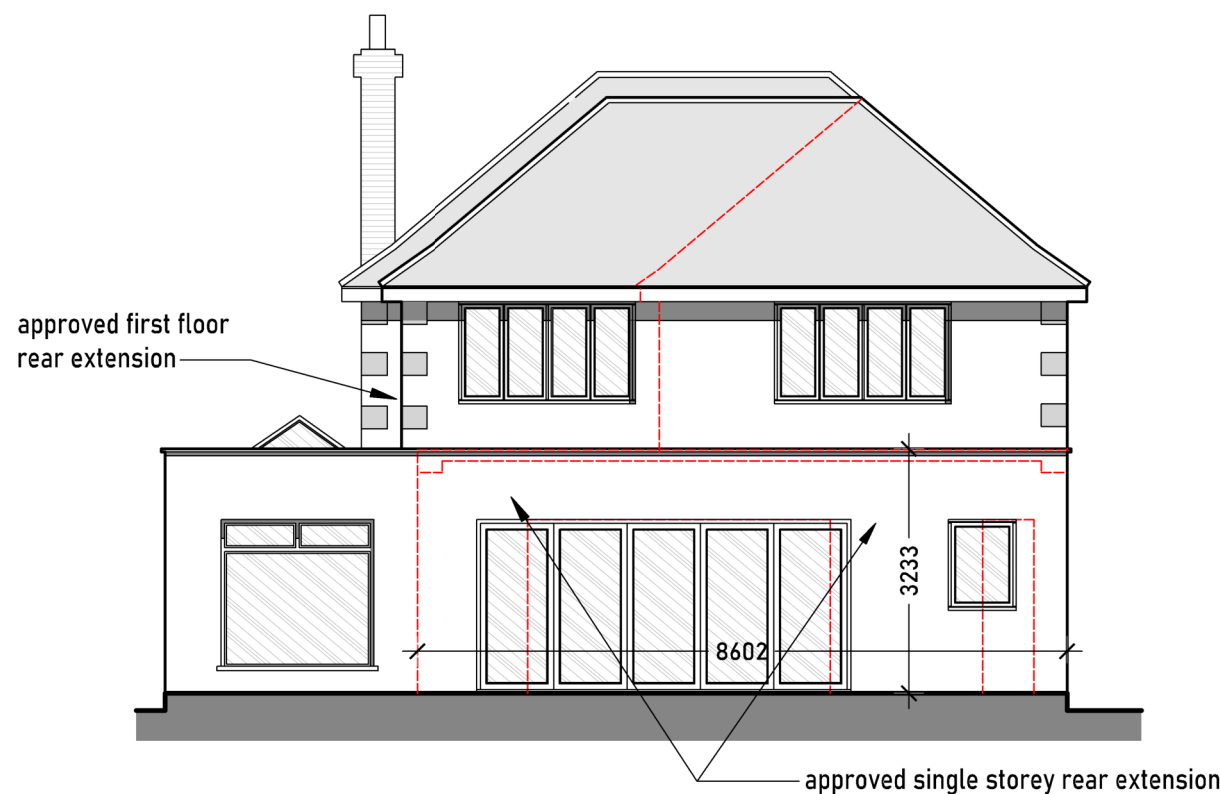 approved first floor
rear extension
3233
8602
approved single storey rear extension